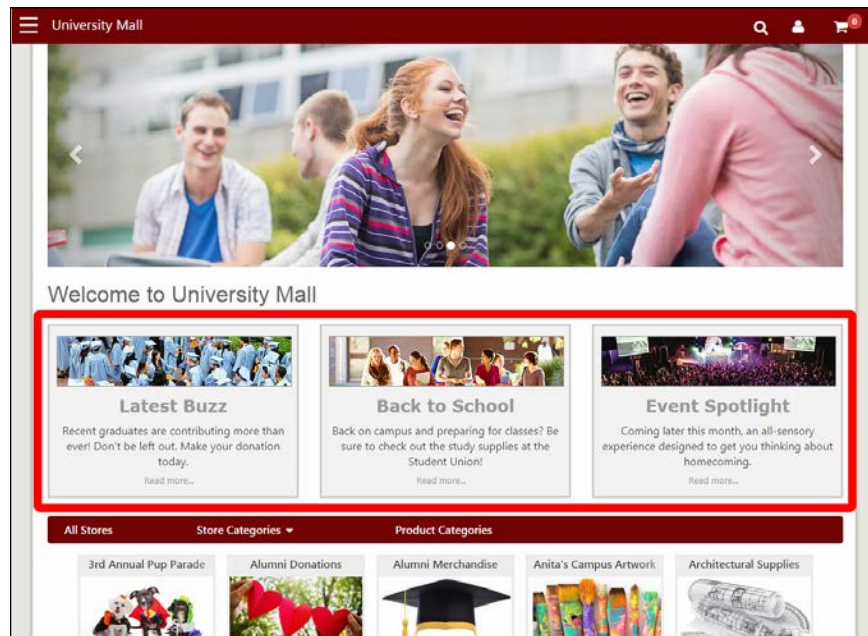 University Mall
0
Welcome to University Mall
Latest Buzz
Recent graduates are contributing more than
ever! Don't be left out. Make your donation
today.
Read more...
Back to School
Back on campus and preparing for classes? Be
sure to check out the study supplies at the
Student Union!
Read more...
Event Spotlight
Coming later this month, an all-sensory
experience designed to get you thinking about
homecoming.
Read more...
All Stores Store Categories Product Categories
3rd Annual Pup Parade Alumni Donations Alumni Merchandise Anita's Campus Artwork Architectural Supplies